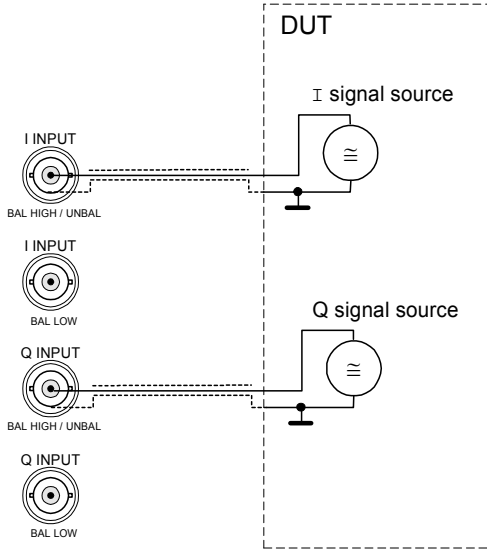 DUT
I signal source
≅
I INPUT
BAL HIGH / UNBAL
I INPUT
BAL LOW
Q signal source
≅
Q INPUT
BAL HIGH / UNBAL
Q INPUT
BAL LOW